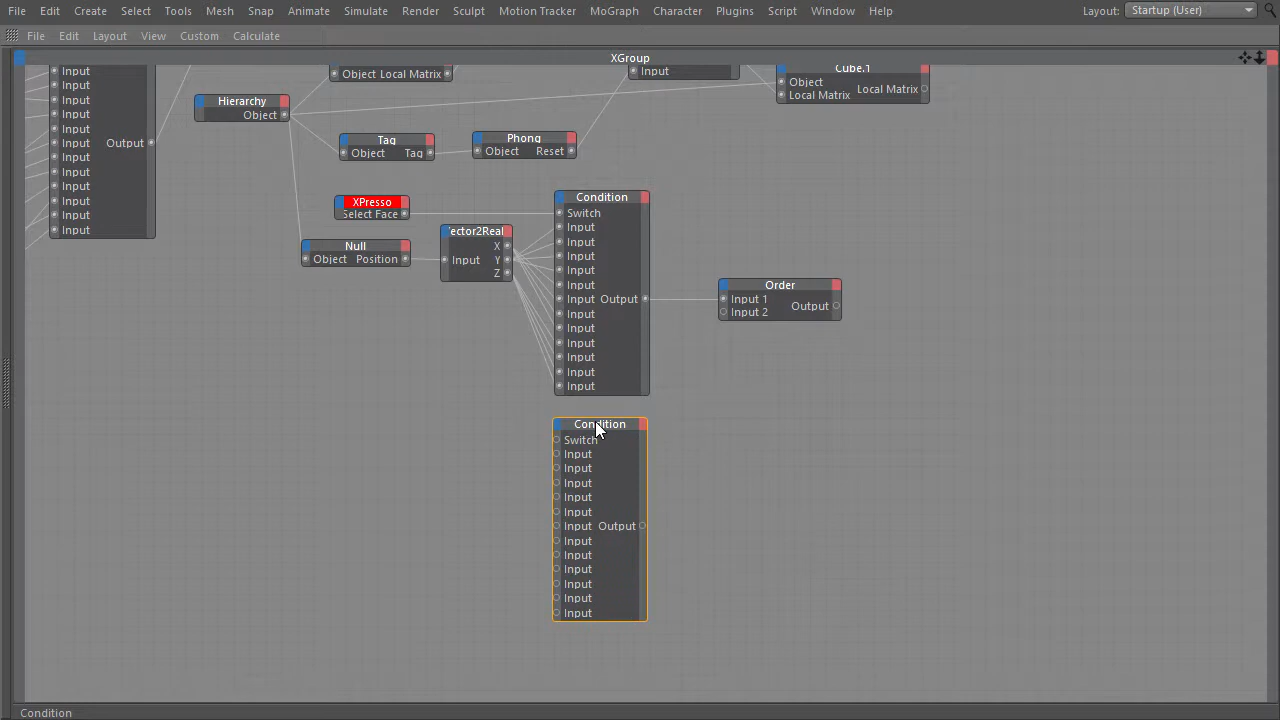 File Edit Create Select Tools Mesh Snap Animate Simulate Render Sculpt Motion Tracker MoGraph Character Plugins Script Window Help Layout: Startup (User)
File Edit Layout View Custom Calculate
XGroup
Input
Input
Input
Input
Input
Input Output
Input
Input
Input
Input
Input
Input
Hierarchy
Object
Object Local Matrix
Input
Cube.1
Object
Local Matrix Local Matrix
Tag
Object Tag
Phong
Object Reset
XPresso
Select Face
Null
Object Position
Vector2Real
X
Input Y
Z
Condition
Switch
Input
Input
Input
Input
Input
Input Output
Input
Input
Input
Input
Input
Input
Order
Input 1
Input 2 Output
Condition
Switch
Input
Input
Input
Input
Input
Input Output
Input
Input
Input
Input
Input
Input
Condition